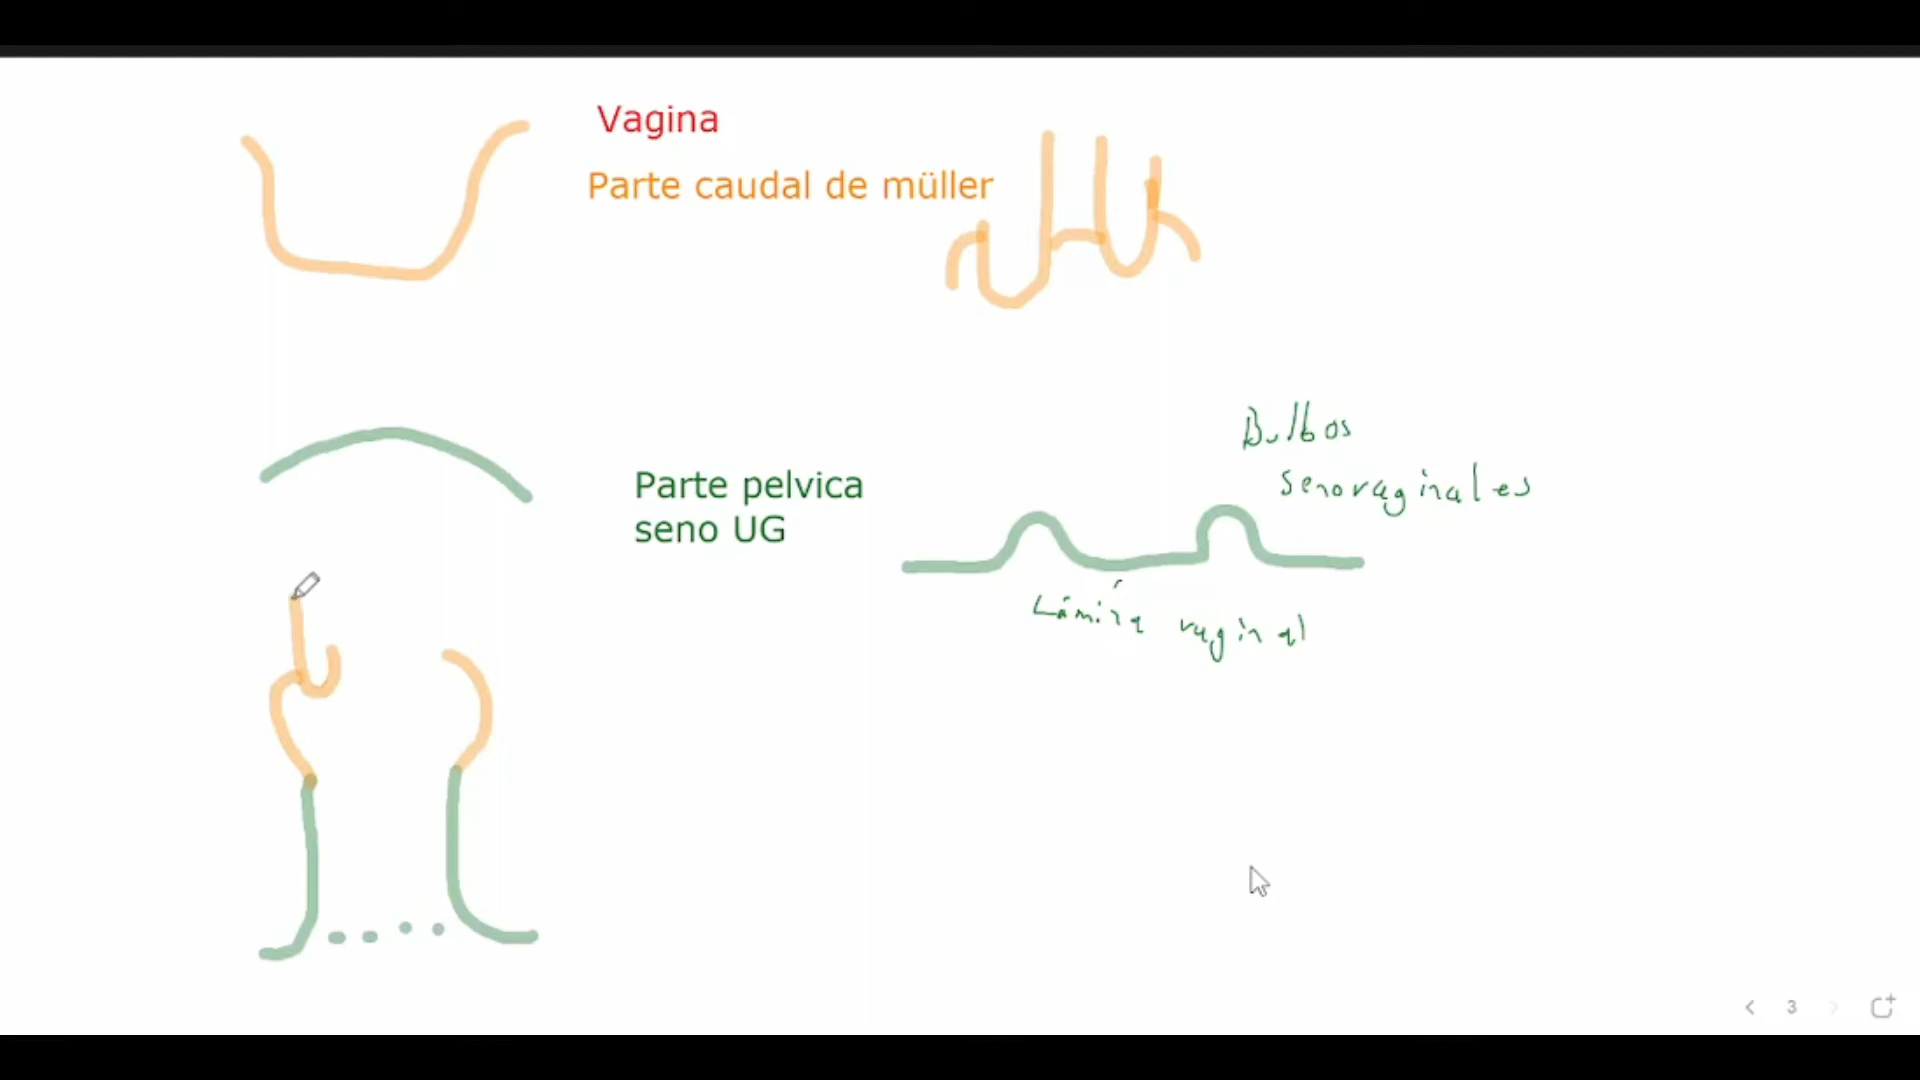 Vagina
Parte caudal de müller
Bulbos
senovaginales
Parte pelvica
seno UG
Lámina vaginal
3